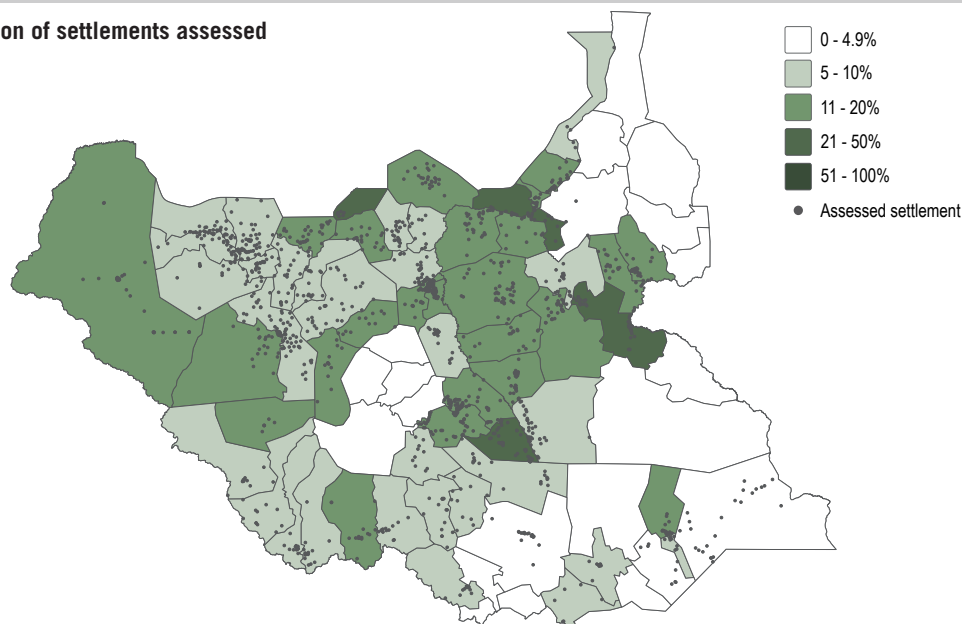 on of settlements assessed
0 - 4.9%
5 - 10%
11 - 20%
21 - 50%
51 - 100%
Assessed settlement